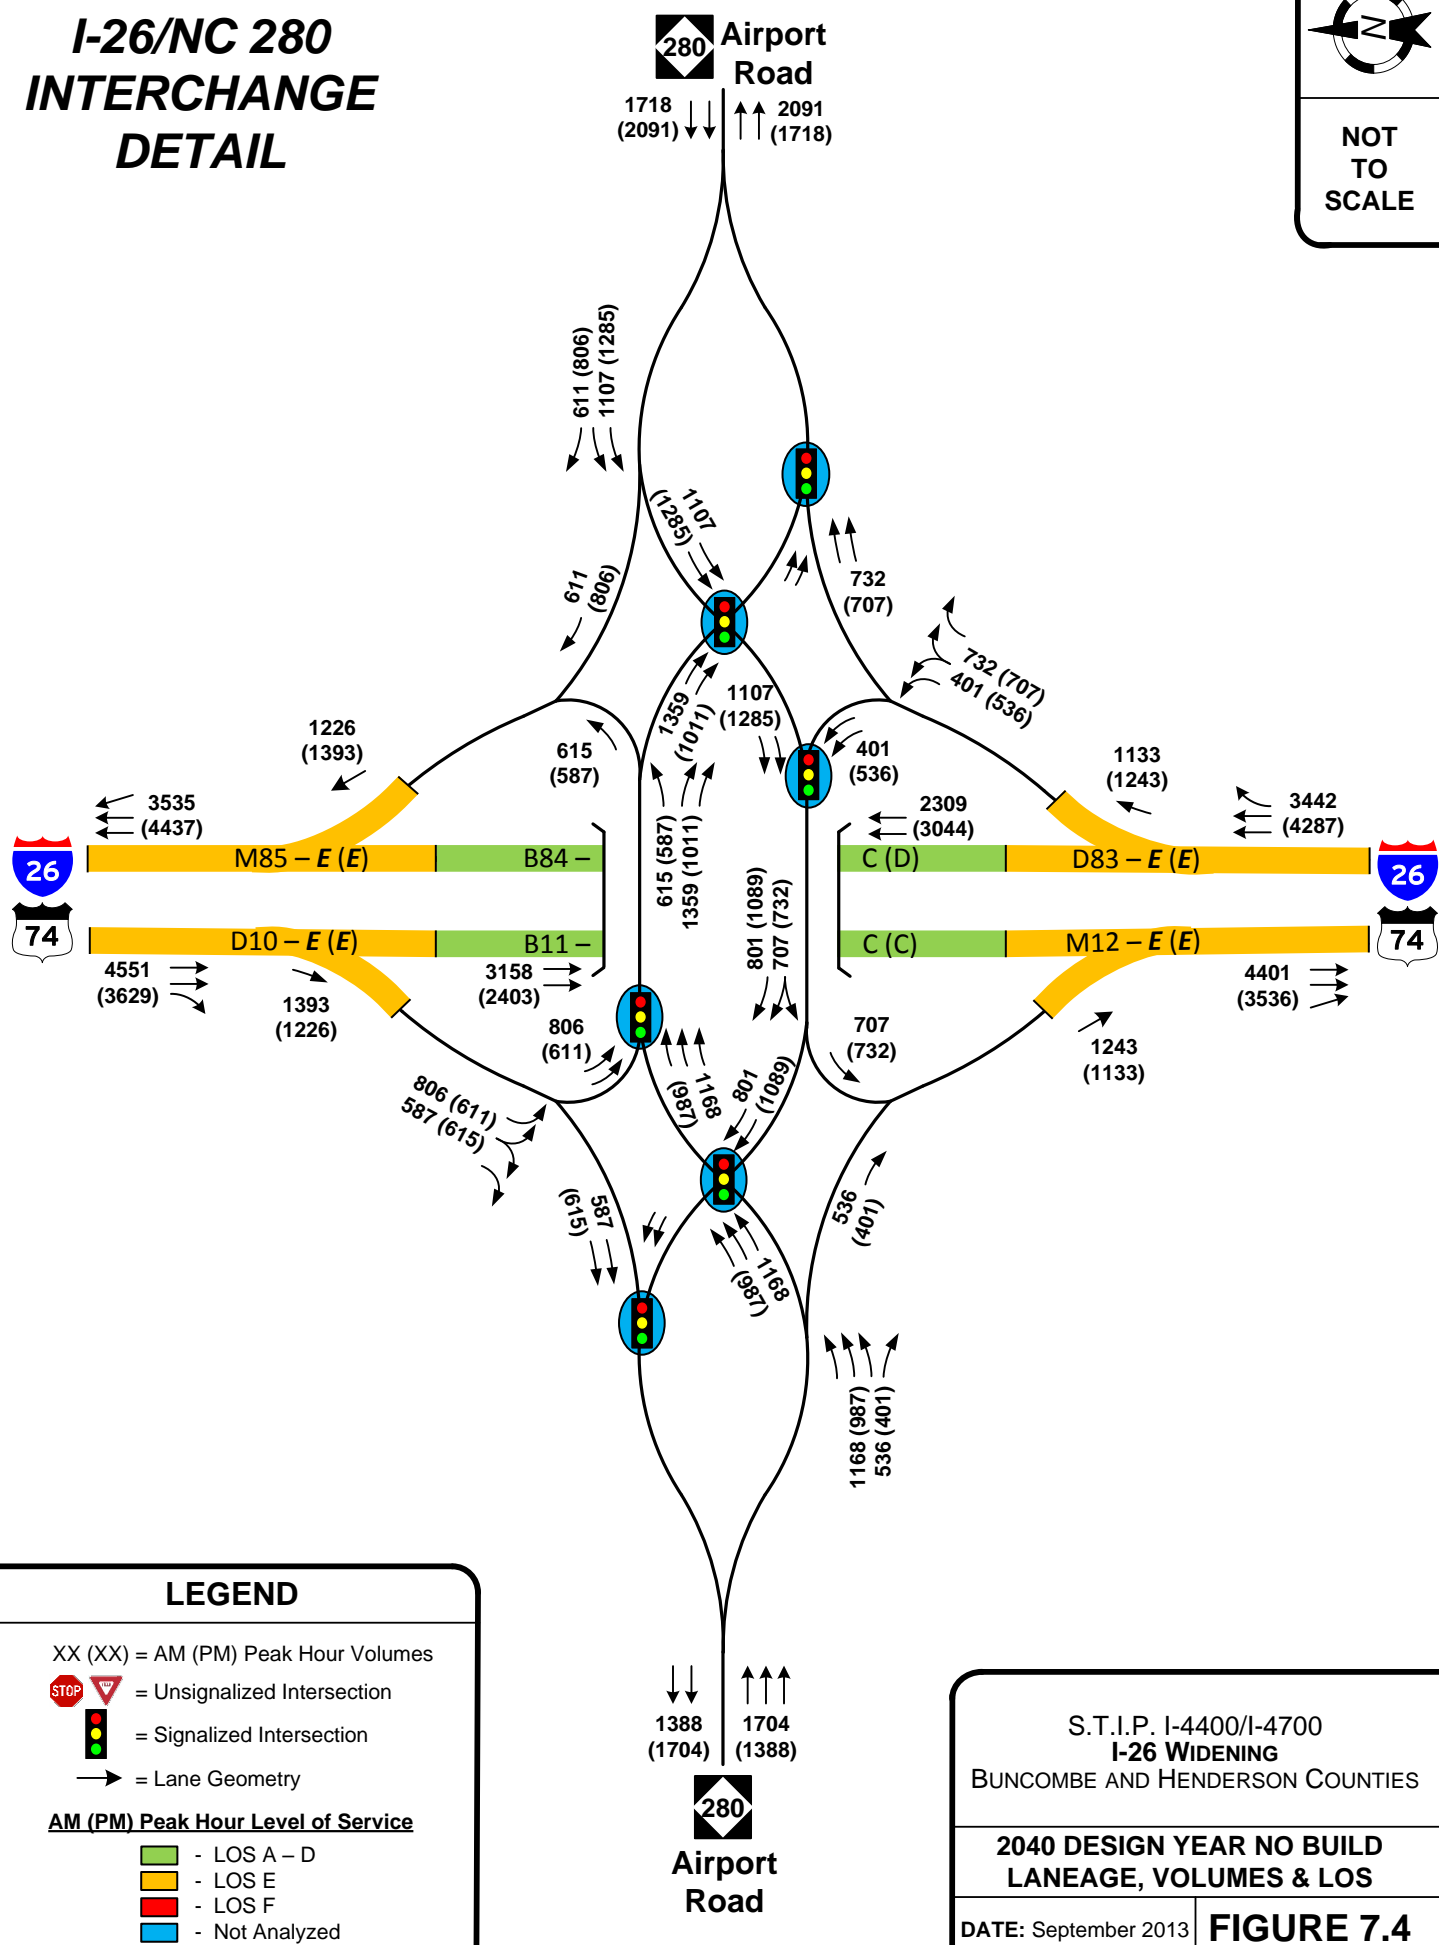 I-26/NC 280
INTERCHANGE
DETAIL
280
Airport
Road
1718
(2091)
2091
(1718)
N
NOT
TO
SCALE
611 (806)
1107 (1285)
1107
(1285)
732
(707)
611
(806)
732 (707)
401 (536)
1359
(1011)
1107
(1285)
401
(536)
1226
(1393)
615
(587)
1133
(1243)
3535
(4437)
2309
(3044)
3442
(4287)
26
M85 – E (E)
B84 –
C (D)
D83 – E (E)
26
615 (587)
1359 (1011)
801 (1089)
707 (732)
74
D10 – E (E)
B11 –
C (C)
M12 – E (E)
74
4551
(3629)
1393
(1226)
3158
(2403)
4401
(3536)
806
(611)
707
(732)
1243
(1133)
806 (611)
587 (615)
1168
(987)
801
(1089)
587
(615)
536
(401)
1168
(987)
1168 (987)
536 (401)
1388
(1704)
1704
(1388)
280
Airport
Road
LEGEND
XX (XX) = AM (PM) Peak Hour Volumes
STOP = Unsignalized Intersection
= Signalized Intersection
= Lane Geometry
AM (PM) Peak Hour Level of Service
- LOS A – D
- LOS E
- LOS F
- Not Analyzed
S.T.I.P. I-4400/I-4700
I-26 WIDENING
BUNCOMBE AND HENDERSON COUNTIES
2040 DESIGN YEAR NO BUILD
LANEAGE, VOLUMES & LOS
DATE: September 2013
FIGURE 7.4